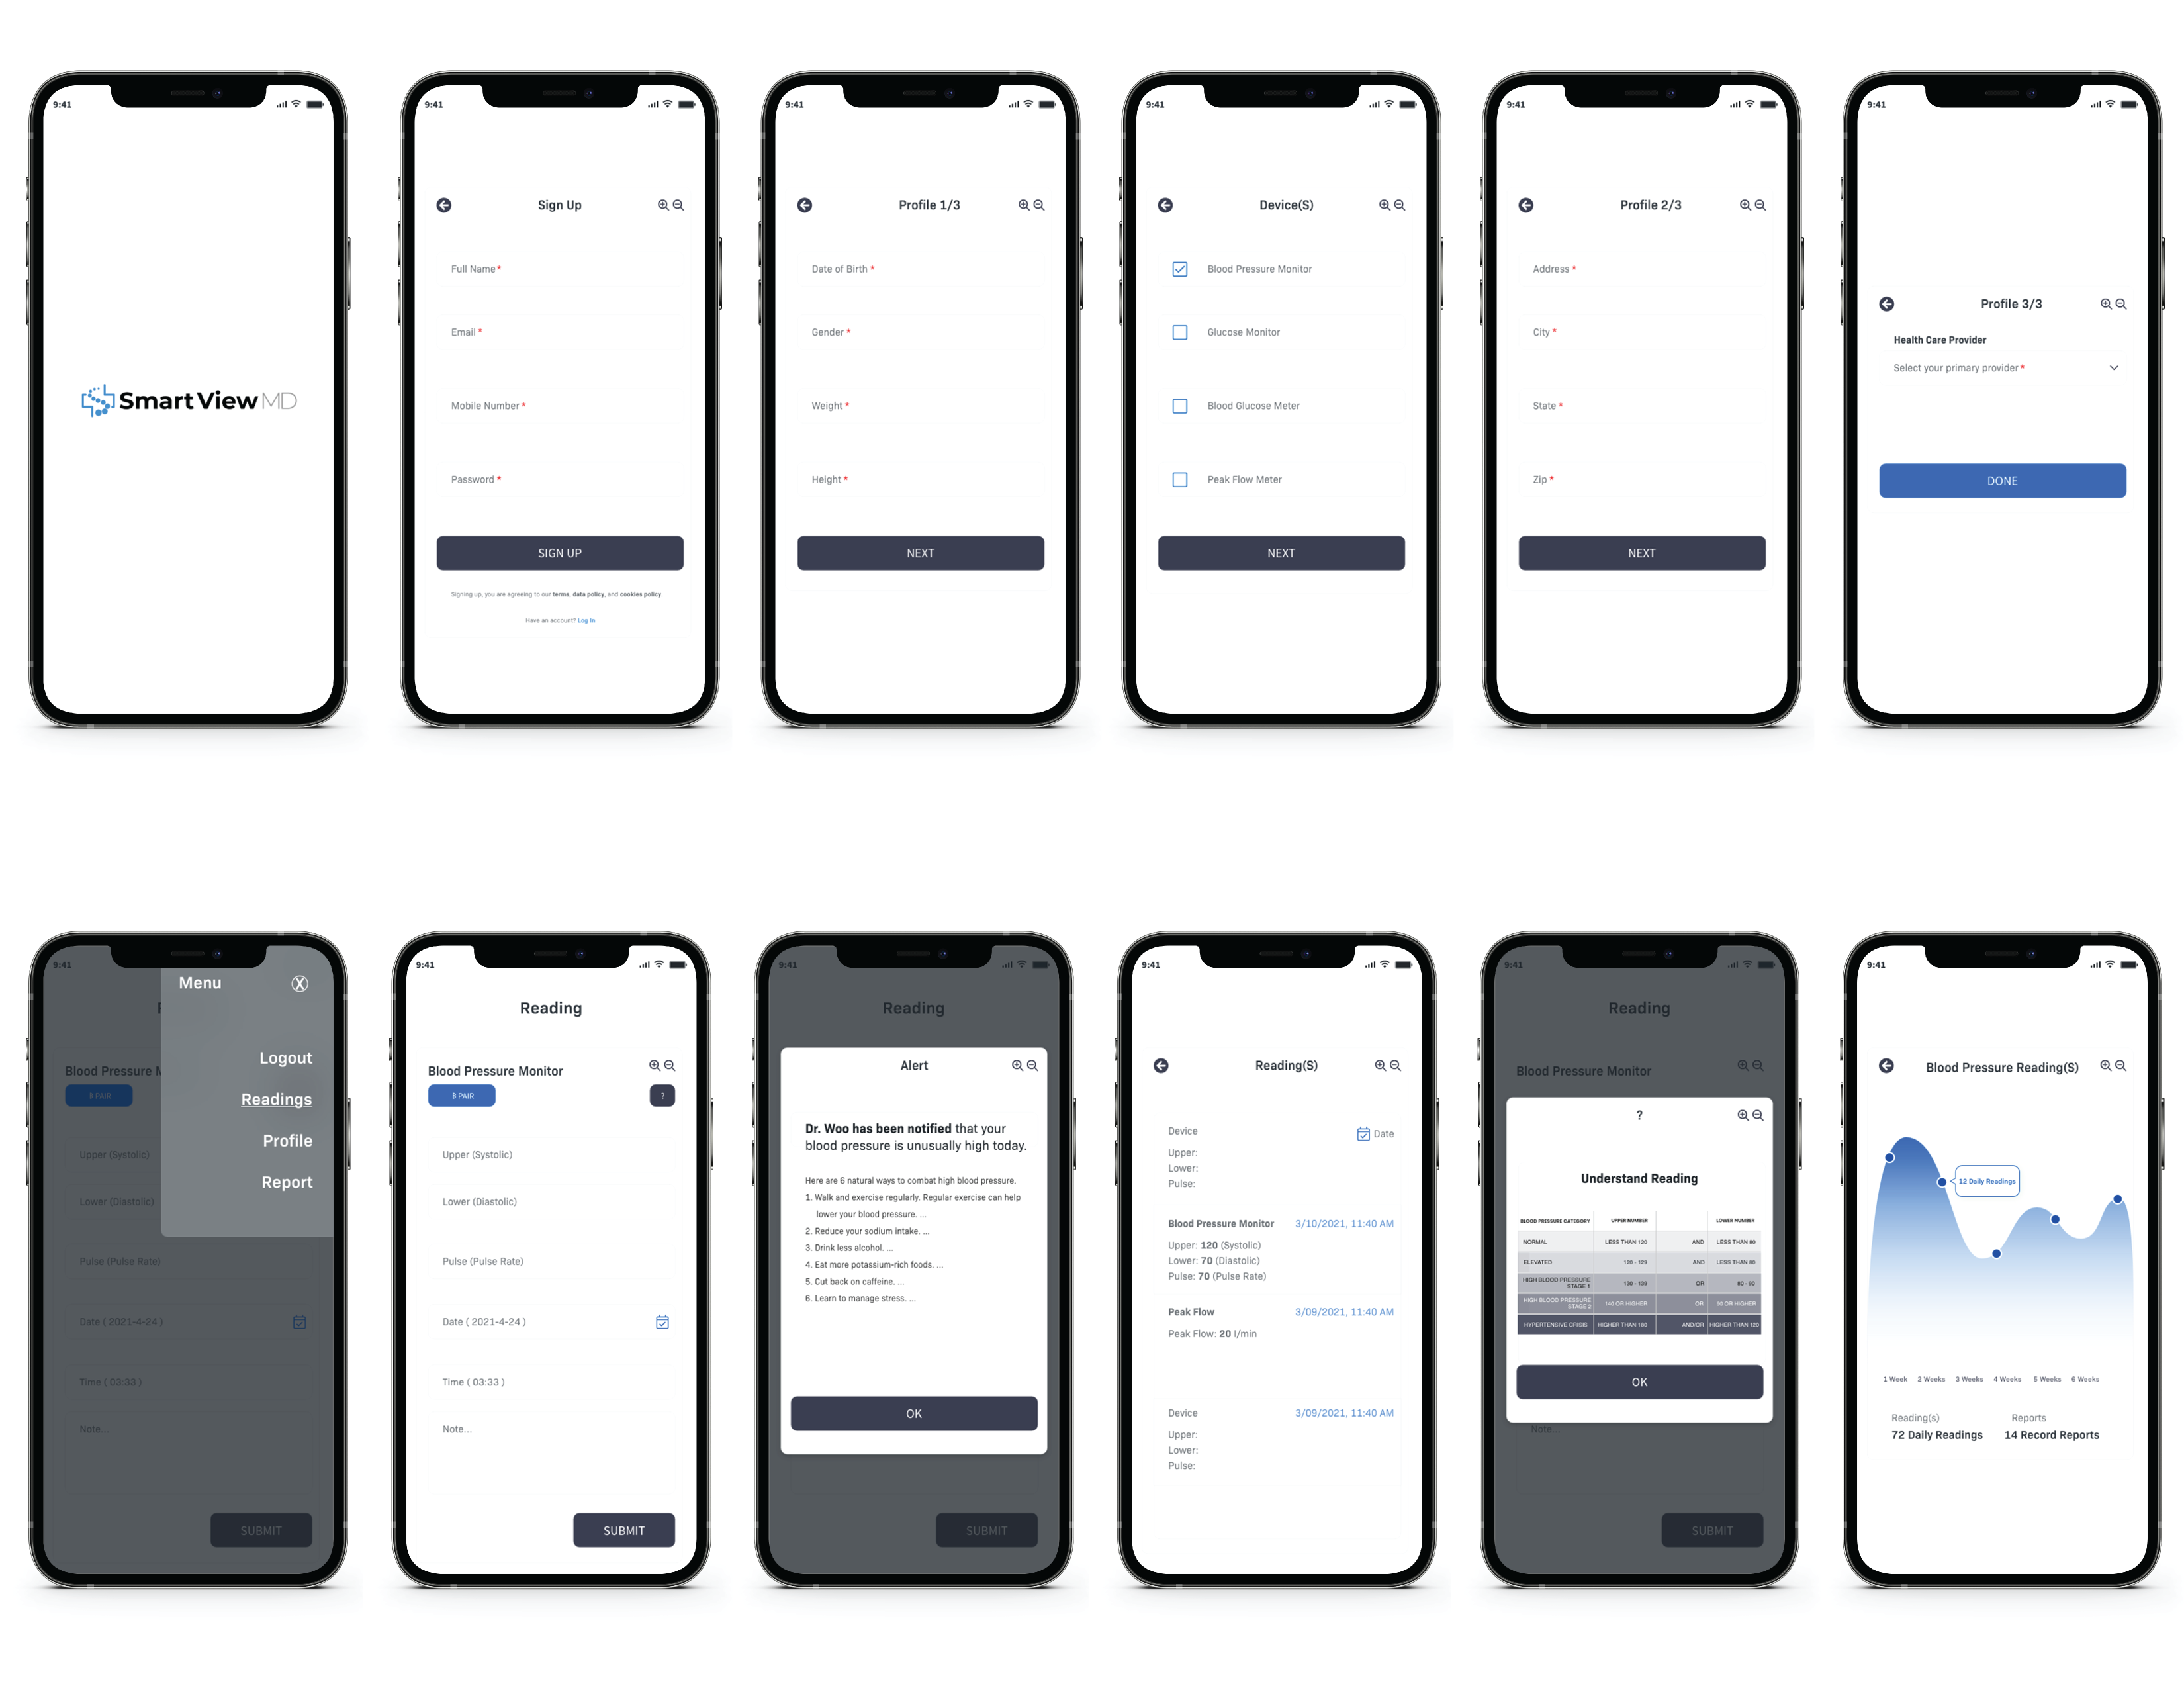 9:41
SmartViewMD
9:41
Sign Up
Full Name*
Email *
Mobile Number *
Password *
SIGN UP
Signing up, you are agreeing to our terms, data policy, and cookies policy.
Have an account? Log in
9:41
Profile 1/3
Date of Birth *
Gender *
Weight *
Height *
NEXT
9:41
Device(S)
Blood Pressure Monitor
Glucose Monitor
Blood Glucose Meter
Peak Flow Meter
NEXT
9:41
Profile 2/3
Address *
City *
State *
Zip *
NEXT
9:41
Profile 3/3
Health Care Provider
Select your primary provider *
DONE
9:41
Menu
Logout
Readings
Profile
Report
Blood Pressure M
PAIR
Upper (Systolic)
Lower (Diastolic)
Pulse (Pulse Rate)
Date ( 2021-4-24 )
Time ( 03:33 )
Note...
SUBMIT
9:41
Reading
Blood Pressure Monitor
PAIR
?
Upper (Systolic)
Lower (Diastolic)
Pulse (Pulse Rate)
Date ( 2021-4-24 )
Time ( 03:33 )
Note...
SUBMIT
9:41
Reading
Alert
Dr. Woo has been notified that your
blood pressure is unusually high today.
Here are 6 natural ways to combat high blood pressure.
1. Walk and exercise regularly. Regular exercise can help
lower your blood pressure. ...
2. Reduce your sodium intake. ...
3. Drink less alcohol. ...
4. Eat more potassium-rich foods. ...
5. Cut back on caffeine. ...
6. Learn to manage stress. ...
OK
SUBMIT
9:41
Reading(S)
Device Date
Upper:
Lower:
Pulse:
Blood Pressure Monitor 3/10/2021, 11:40 AM
Upper: 120 (Systolic)
Lower: 70 (Diastolic)
Pulse: 70 (Pulse Rate)
Peak Flow 3/09/2021, 11:40 AM
Peak Flow: 20 l/min
Device 3/09/2021, 11:40 AM
Upper:
Lower:
Pulse:
9:41
Reading
Blood Pressure Monitor
?
Understand Reading
BLOOD PRESSURE CATEGORY UPPER NUMBER LOWER NUMBER
NORMAL LESS THAN 120 AND LESS THAN 80
ELEVATED 120 - 129 AND LESS THAN 80
HIGH BLOOD PRESSURE STAGE 1 130 - 139 OR 80 - 90
HIGH BLOOD PRESSURE STAGE 2 140 OR HIGHER OR 90 OR HIGHER
HYPERTENSIVE CRISIS HIGHER THAN 180 AND/OR HIGHER THAN 120
OK
Note...
SUBMIT
9:41
Blood Pressure Reading(S)
12 Daily Readings
1 Week 2 Weeks 3 Weeks 4 Weeks 5 Weeks 6 Weeks
Reading(s) Reports
72 Daily Readings 14 Record Reports